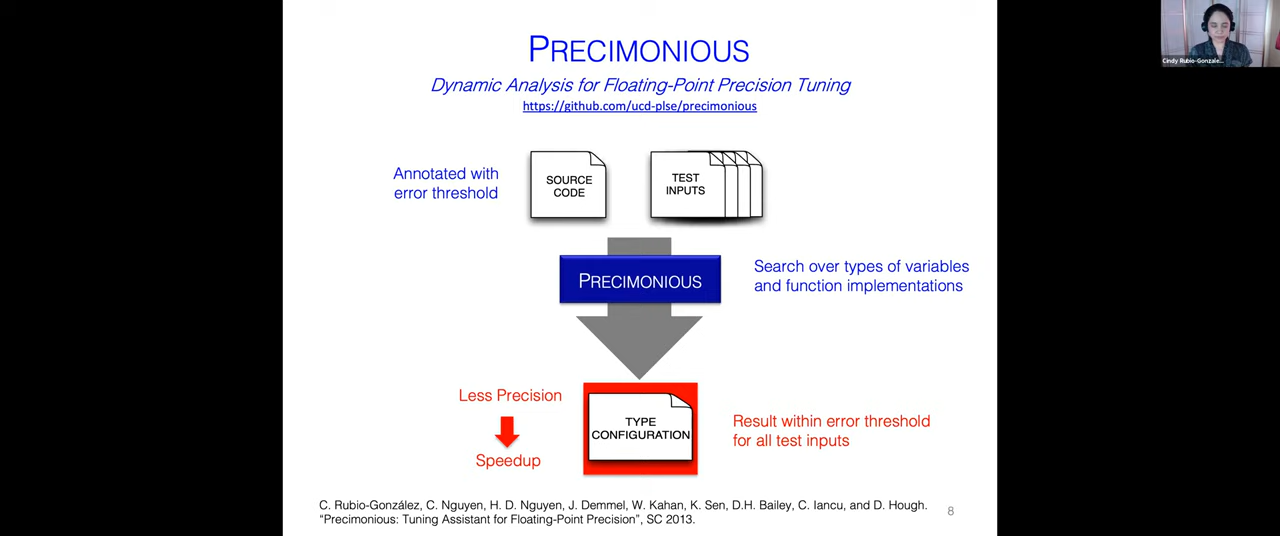 PRECIMONIOUS
Dynamic Analysis for Floating-Point Precision Tuning
https://github.com/ucd-plse/precimonious
Annotated with
error threshold
SOURCE
CODE
TEST
INPUTS
PRECIMONIOUS
Search over types of variables
and function implementations
Less Precision
Speedup
TYPE
CONFIGURATION
Result within error threshold
for all test inputs
C. Rubio-González, C. Nguyen, H. D. Nguyen, J. Demmel, W. Kahan, K. Sen, D.H. Bailey, C. Iancu, and D. Hough.
“Precimonious: Tuning Assistant for Floating-Point Precision”, SC 2013.
8
Cindy Rubio-Gonzale...